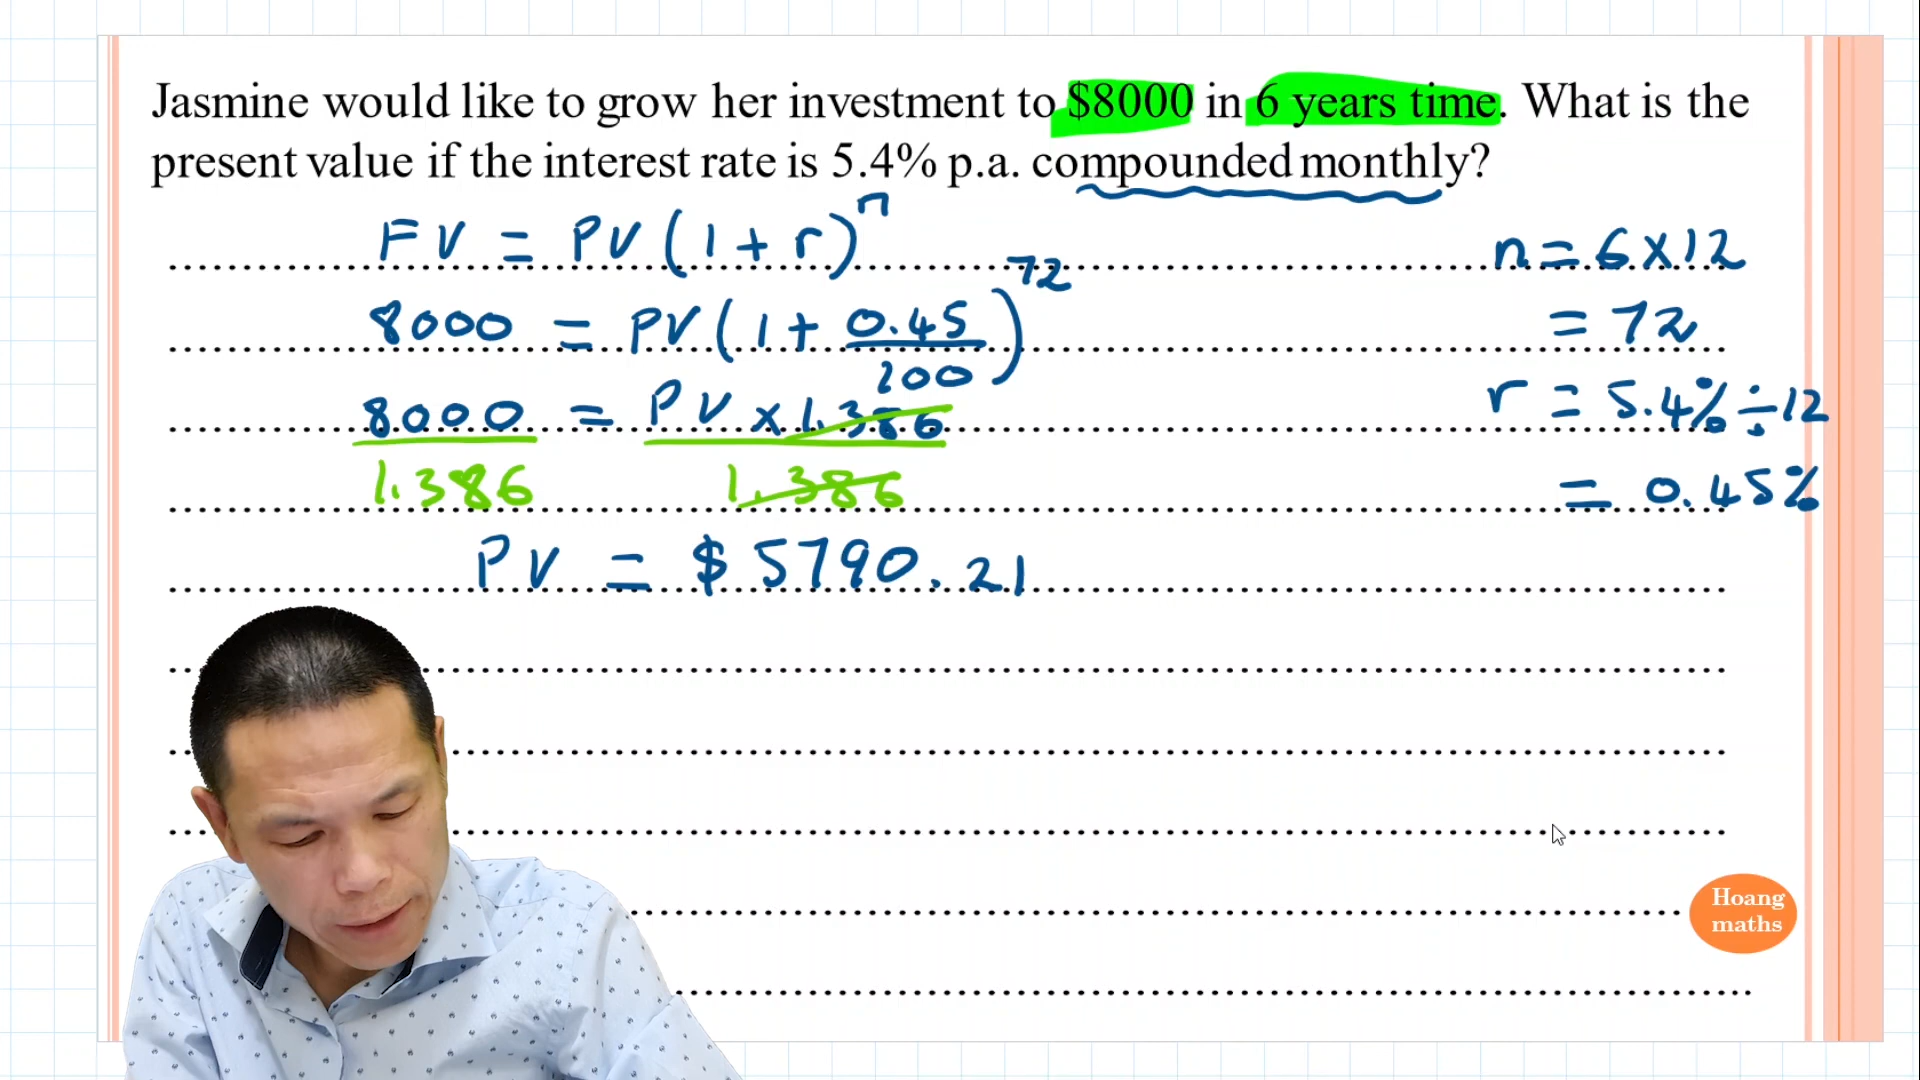 Jasmine would like to grow her investment to $8000 in 6 years time. What is the
present value if the interest rate is 5.4% p.a. compounded monthly?
FV = PV(1+r)^n
n = 6×12
8000 = PV(1+0.45/100)^72
= 72
8000/1.386 = PV×1.386/1.386
r = 5.4%÷12
= 0.45%
PV = $5790.21
Hoang
maths